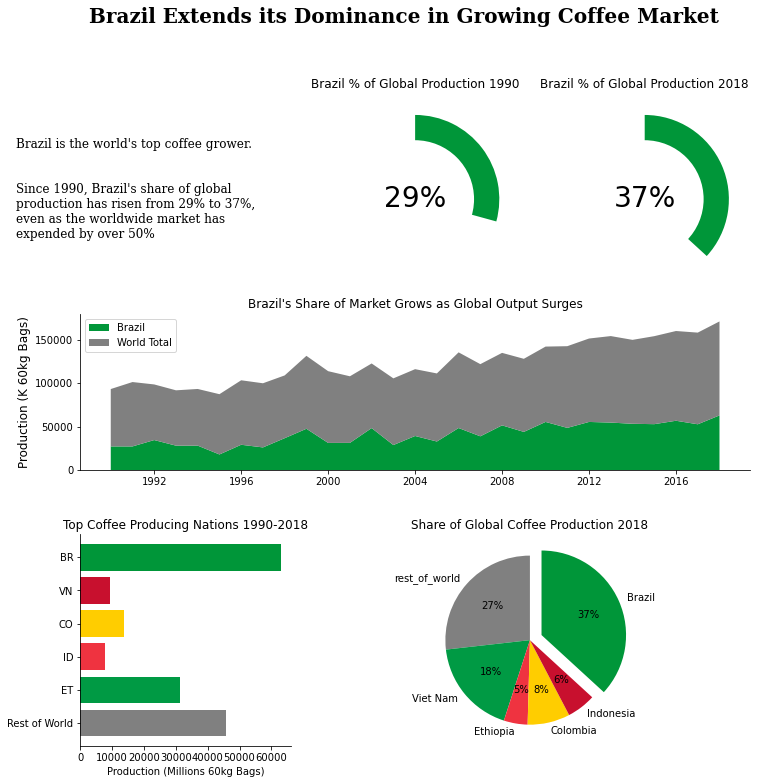 Brazil Extends its Dominance in Growing Coffee Market
Brazil % of Global Production 1990
Brazil % of Global Production 2018
Brazil is the world's top coffee grower.
Since 1990, Brazil's share of global
production has risen from 29% to 37%,
even as the worldwide market has
expended by over 50%
29%
37%
Brazil's Share of Market Grows as Global Output Surges
Production (K 60kg Bags)
150000
100000
50000
0
Brazil
World Total
1992
1996
2000
2004
2008
2012
2016
Top Coffee Producing Nations 1990-2018
BR
VN
CO
ID
ET
Rest of World
0
10000
20000
30000
40000
50000
60000
Production (Millions 60kg Bags)
Share of Global Coffee Production 2018
rest_of_world
27%
Brazil
37%
Viet Nam
18%
Ethiopia
5%
Colombia
8%
Indonesia
6%